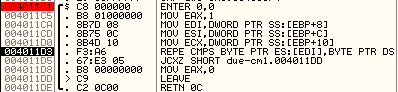 004011C1 $ C8 000000 ENTER 0,0
004011C5 . B8 01000000 MOV EAX,1
004011CA . 8B7D 08 MOV EDI,DWORD PTR SS:[EBP+8]
004011CD . 8B75 0C MOV ESI,DWORD PTR SS:[EBP+C]
004011D0 . 8B4D 10 MOV ECX,DWORD PTR SS:[EBP+10]
004011D3 . F3:A6 REPE CMPS BYTE PTR ES:[EDI],BYTE PTR DS
004011D5 . 67:E3 05 JCXZ SHORT due-cm1.004011DD
004011D8 . B8 00000000 MOV EAX,0
004011DD > C9 LEAVE
004011DE . C2 0C00 RETN 0C